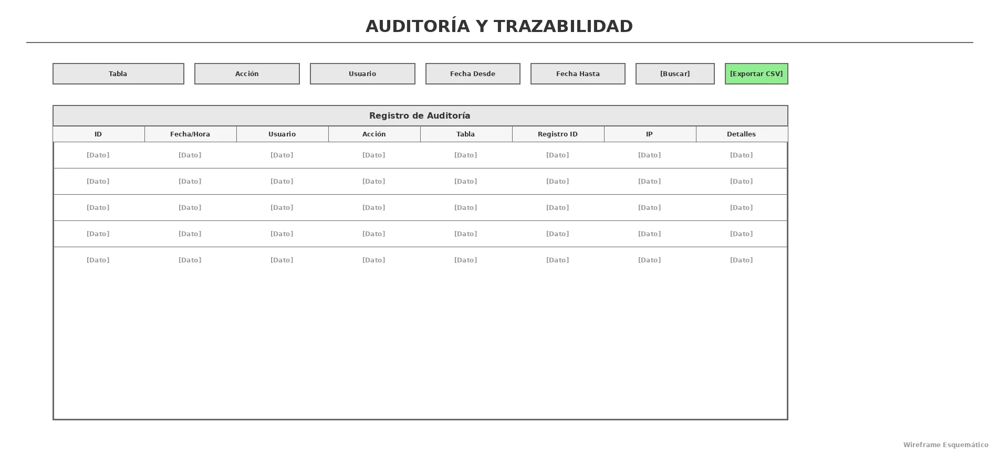 AUDITORÍA Y TRAZABILIDAD
Tabla Acción Usuario Fecha Desde Fecha Hasta [Buscar] [Exportar CSV]
Registro de Auditoría
ID Fecha/Hora Usuario Acción Tabla Registro ID IP Detalles
[Dato] [Dato] [Dato] [Dato] [Dato] [Dato] [Dato] [Dato]
[Dato] [Dato] [Dato] [Dato] [Dato] [Dato] [Dato] [Dato]
[Dato] [Dato] [Dato] [Dato] [Dato] [Dato] [Dato] [Dato]
[Dato] [Dato] [Dato] [Dato] [Dato] [Dato] [Dato] [Dato]
[Dato] [Dato] [Dato] [Dato] [Dato] [Dato] [Dato] [Dato]
Wireframe Esquemático